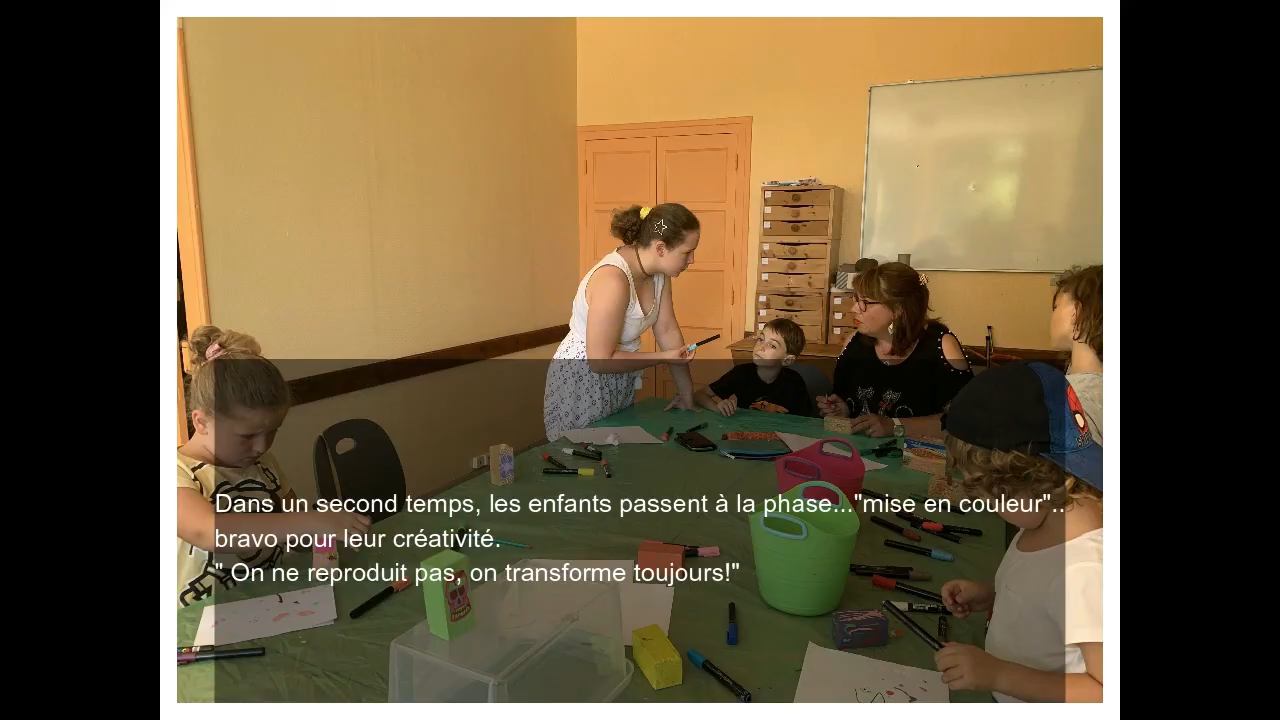 Dans un second temps, les enfants passent à la phase..."mise en couleur"..
bravo pour leur créativité.
" On ne reproduit pas, on transforme toujours!"